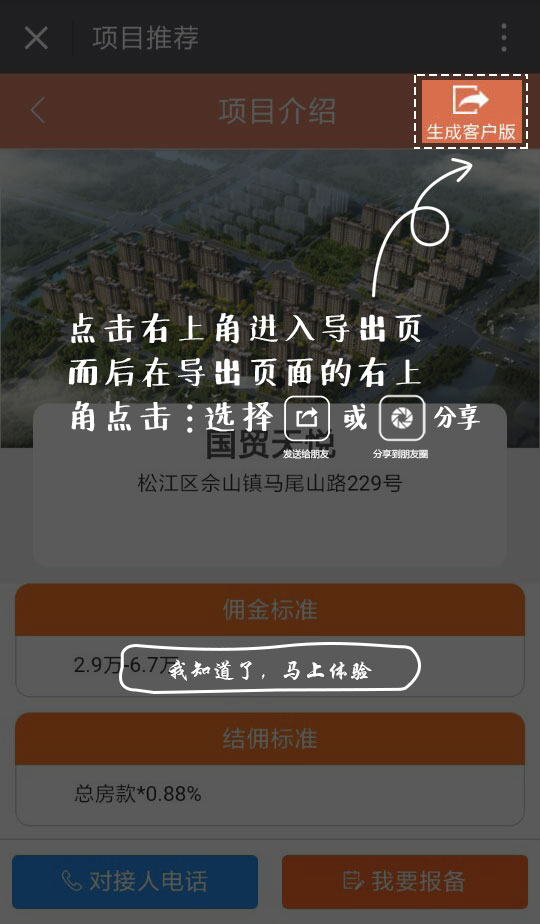 项目推荐
项目介绍
生成客户版
点击右上角进入导出页
而后在导出页面的右上
角点击:选择 或 分享
发送给朋友 分享到朋友圈
国贸天悦
松江区佘山镇马尾山路229号
佣金标准
2.9万-6.7万
我知道了，马上体验
结佣标准
总房款*0.88%
对接人电话
我要报备